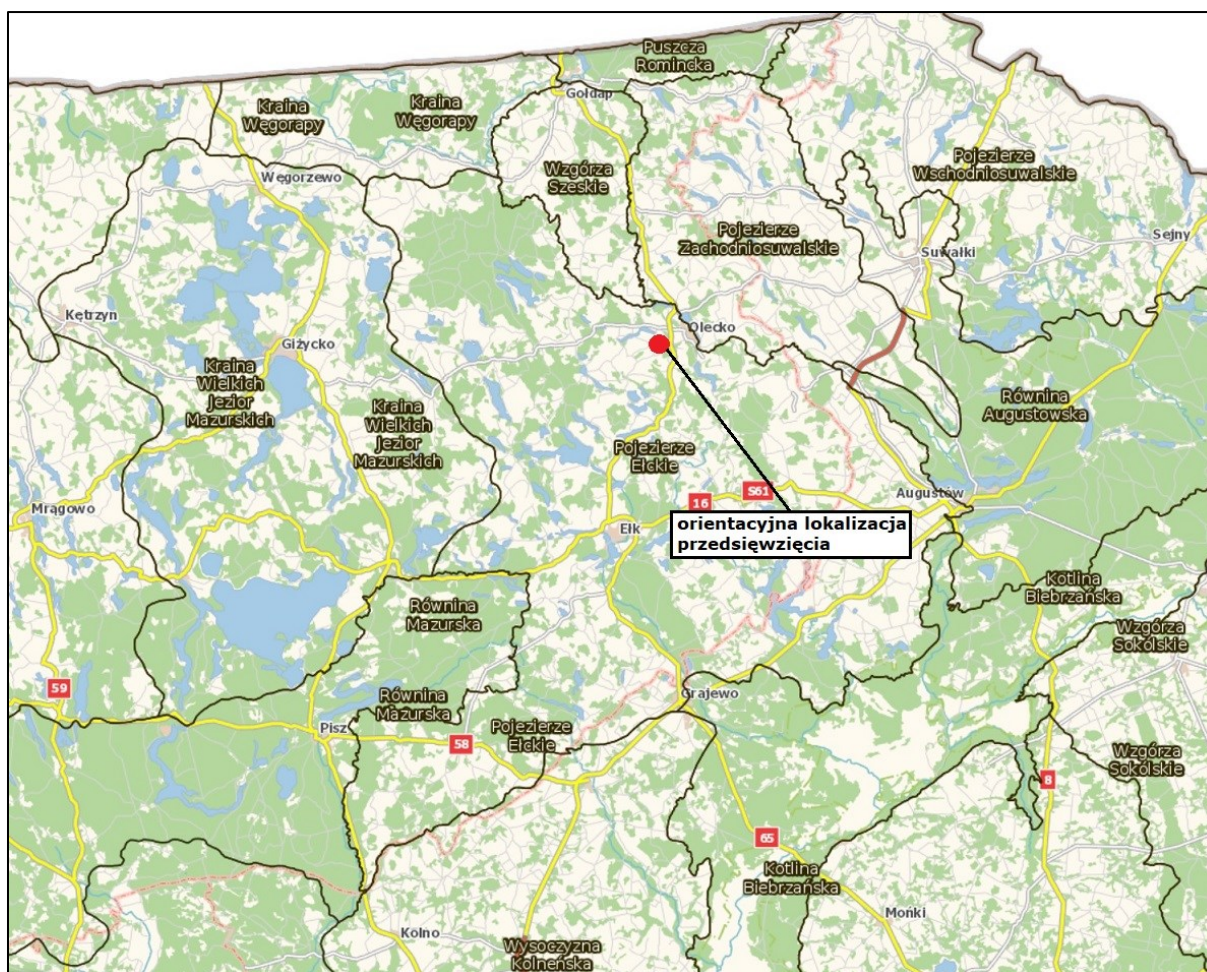 Puszcza
Romincka
Gołdap
Kraina
Węgorapy
Kraina
Węgorapy
Pojezierze
Wschodniosuwalskie
Węgorzewo
Wzgórza
Szeskie
Pojezierze
Zachodniosuwalskie
Sejny
Suwałki
Kętrzyn
Olecko
Giżycko
Kraina
Wielkich
Jezior
Mazurskich
Kraina
Wielkich
Jezior
Mazurskich
Równina
Augustowska
Pojezierze
Ełckie
S61
16
Augustów
Mrągowo
Ełk
orientacyjna lokalizacja
przedsięwzięcia
Kotlina
Biebrzańska
Równina
Mazurska
Wzgórza
Sokólskie
59
Równina
Mazurska
Grajewo
Pisz
58
Pojezierze
Ełckie
Wzgórza
Sokólskie
8
65
Kotlina
Biebrzańska
Mońki
Kolno
Wysoczyzna
Kolneńska